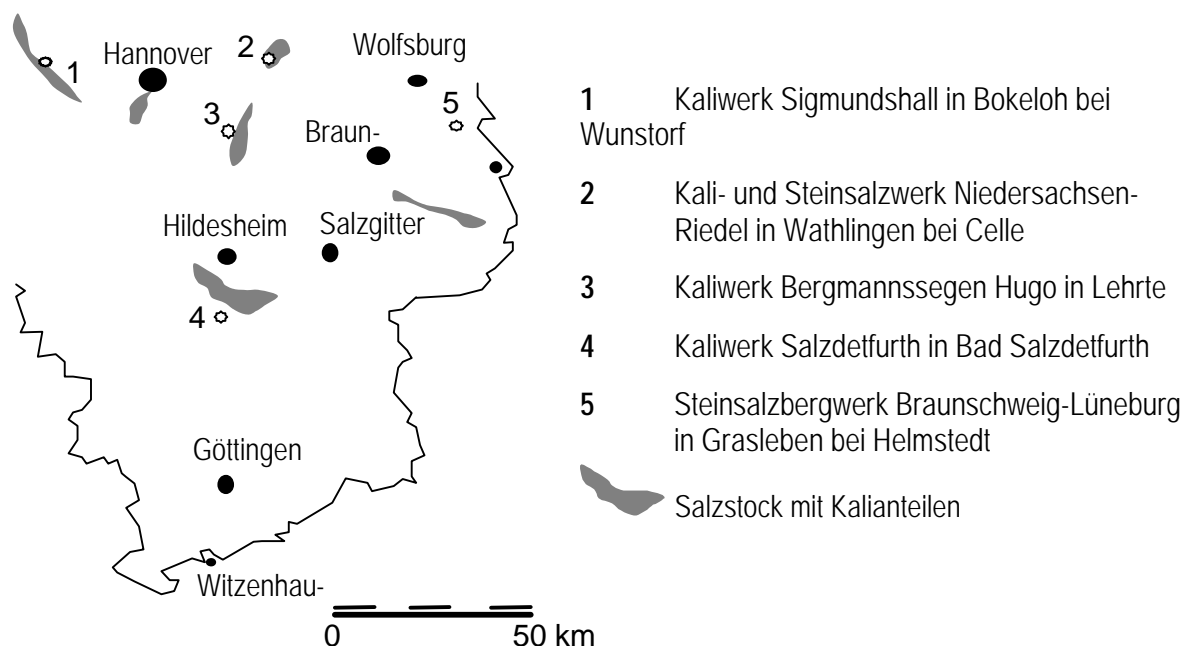 Hannover
2
Wolfsburg
1
3
5
Braun-
Hildesheim
Salzgitter
4
Göttingen
Witzenhau-
0 50 km
1 Kaliwerk Sigmundshall in Bokeloh bei
Wunstorf
2 Kali- und Steinsalzwerk Niedersachsen-
Riedel in Wathlingen bei Celle
3 Kaliwerk Bergmannssegen Hugo in Lehrte
4 Kaliwerk Salzdetfurth in Bad Salzdetfurth
5 Steinsalzbergwerk Braunschweig-Lüneburg
in Grasleben bei Helmstedt
Salzstock mit Kalianteilen